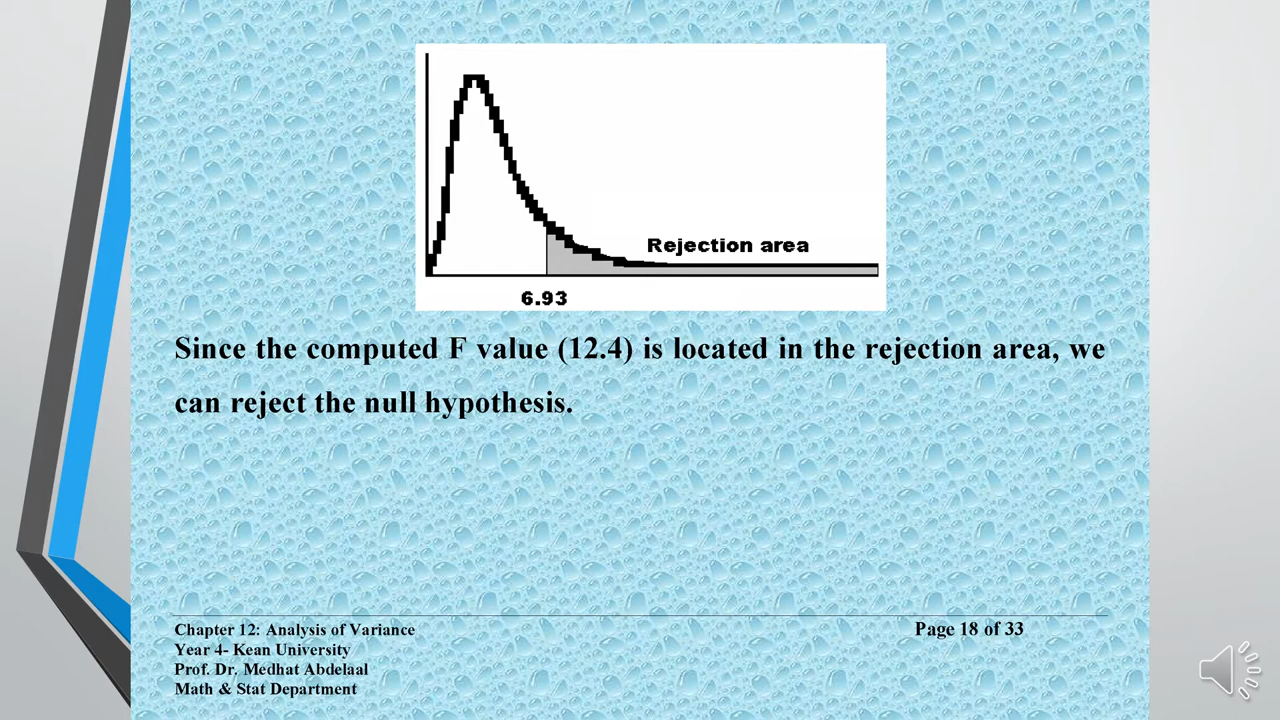 Rejection area
6.93
Since the computed F value (12.4) is located in the rejection area, we
can reject the null hypothesis.
Chapter 12: Analysis of Variance
Page 18 of 33
Year 4- Kean University
Prof. Dr. Medhat Abdelaal
Math & Stat Department